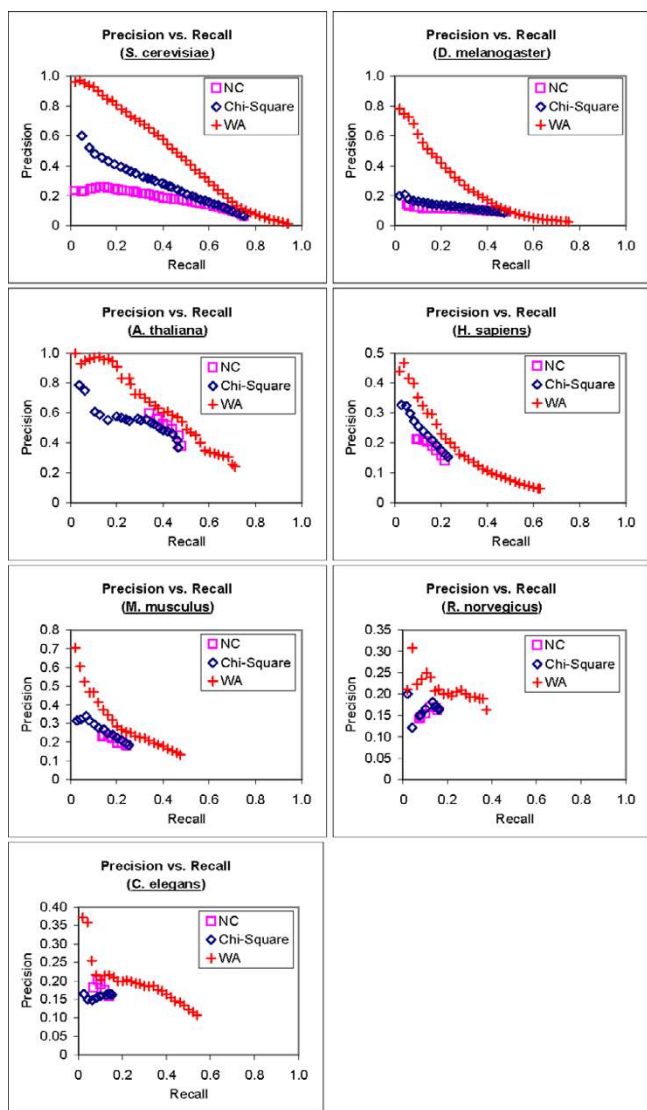 Precision vs. Recall
(S. cerevisiae)
1.0
0.8
0.6
0.4
0.2
0.0
Precision
NC
Chi-Square
WA
0 0.2 0.4 0.6 0.8 1.0
Recall
Precision vs. Recall
(D. melanogaster)
1.0
0.8
0.6
0.4
0.2
0.0
Precision
NC
Chi-Square
WA
0 0.2 0.4 0.6 0.8 1.0
Recall
Precision vs. Recall
(A. thaliana)
1.0
0.8
0.6
0.4
0.2
0
Precision
NC
Chi-Square
WA
0 0.2 0.4 0.6 0.8 1.0
Recall
Precision vs. Recall
(H. sapiens)
0.5
0.4
0.3
0.2
0.1
0
Precision
NC
Chi-Square
WA
0 0.2 0.4 0.6 0.8 1.0
Recall
Precision vs. Recall
(M. musculus)
0.8
0.7
0.6
0.5
0.4
0.3
0.2
0.1
0
Precision
NC
Chi-Square
WA
0 0.2 0.4 0.6 0.8 1.0
Recall
Precision vs. Recall
(R. norvegicus)
0.35
0.30
0.25
0.20
0.15
0.10
0.05
0
Precision
NC
Chi-Square
WA
0 0.2 0.4 0.6 0.8 1.0
Recall
Precision vs. Recall
(C. elegans)
0.40
0.35
0.30
0.25
0.20
0.15
0.10
0.05
0
Precision
NC
Chi-Square
WA
0 0.2 0.4 0.6 0.8 1.0
Recall